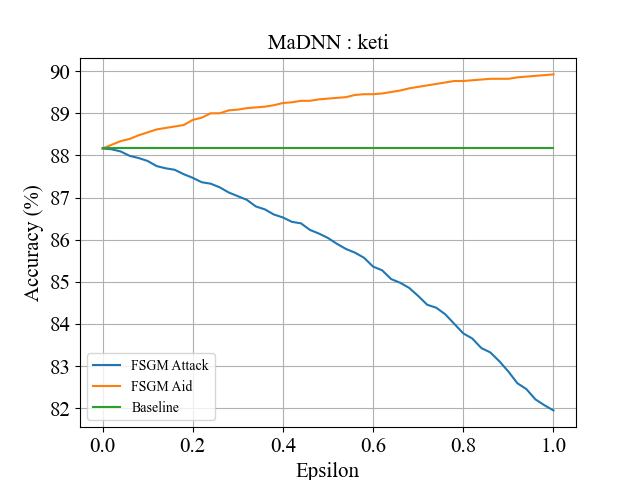 MaDNN : keti
90
89
88
87
86
85
84
83
82
Accuracy (%)
FSGM Attack
FSGM Aid
Baseline
0.0 0.2 0.4 0.6 0.8 1.0
Epsilon